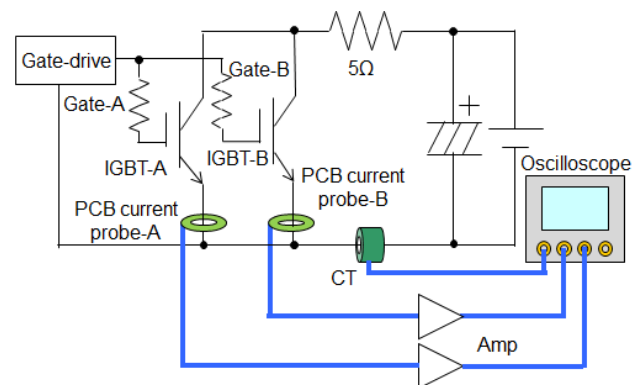 Gate-drive
Gate-B
5Ω
Gate-A
+
IGBT-A
IGBT-B
Oscilloscope
PCB current
probe-A
PCB current
probe-B
CT
Amp